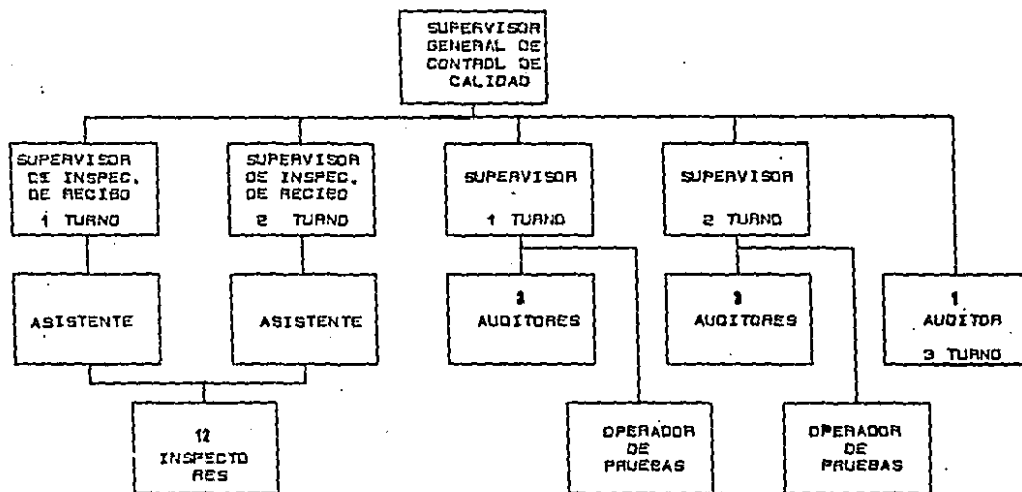 SUPERVISOR
GENERAL DE
CONTROL DE
CALIDAD
SUPERVISOR
DE INSPEC.
DE RECIBO
1 TURNO
SUPERVISOR
DE INSPEC.
DE RECIBO
2 TURNO
SUPERVISOR
1 TURNO
SUPERVISOR
2 TURNO
ASISTENTE
ASISTENTE
AUDITORES
3
AUDITORES
1
AUDITOR
3 TURNO
12
INSPECTO
RES
OPERADOR
DE
PRUEBAS
OPERADOR
DE
PRUEBAS